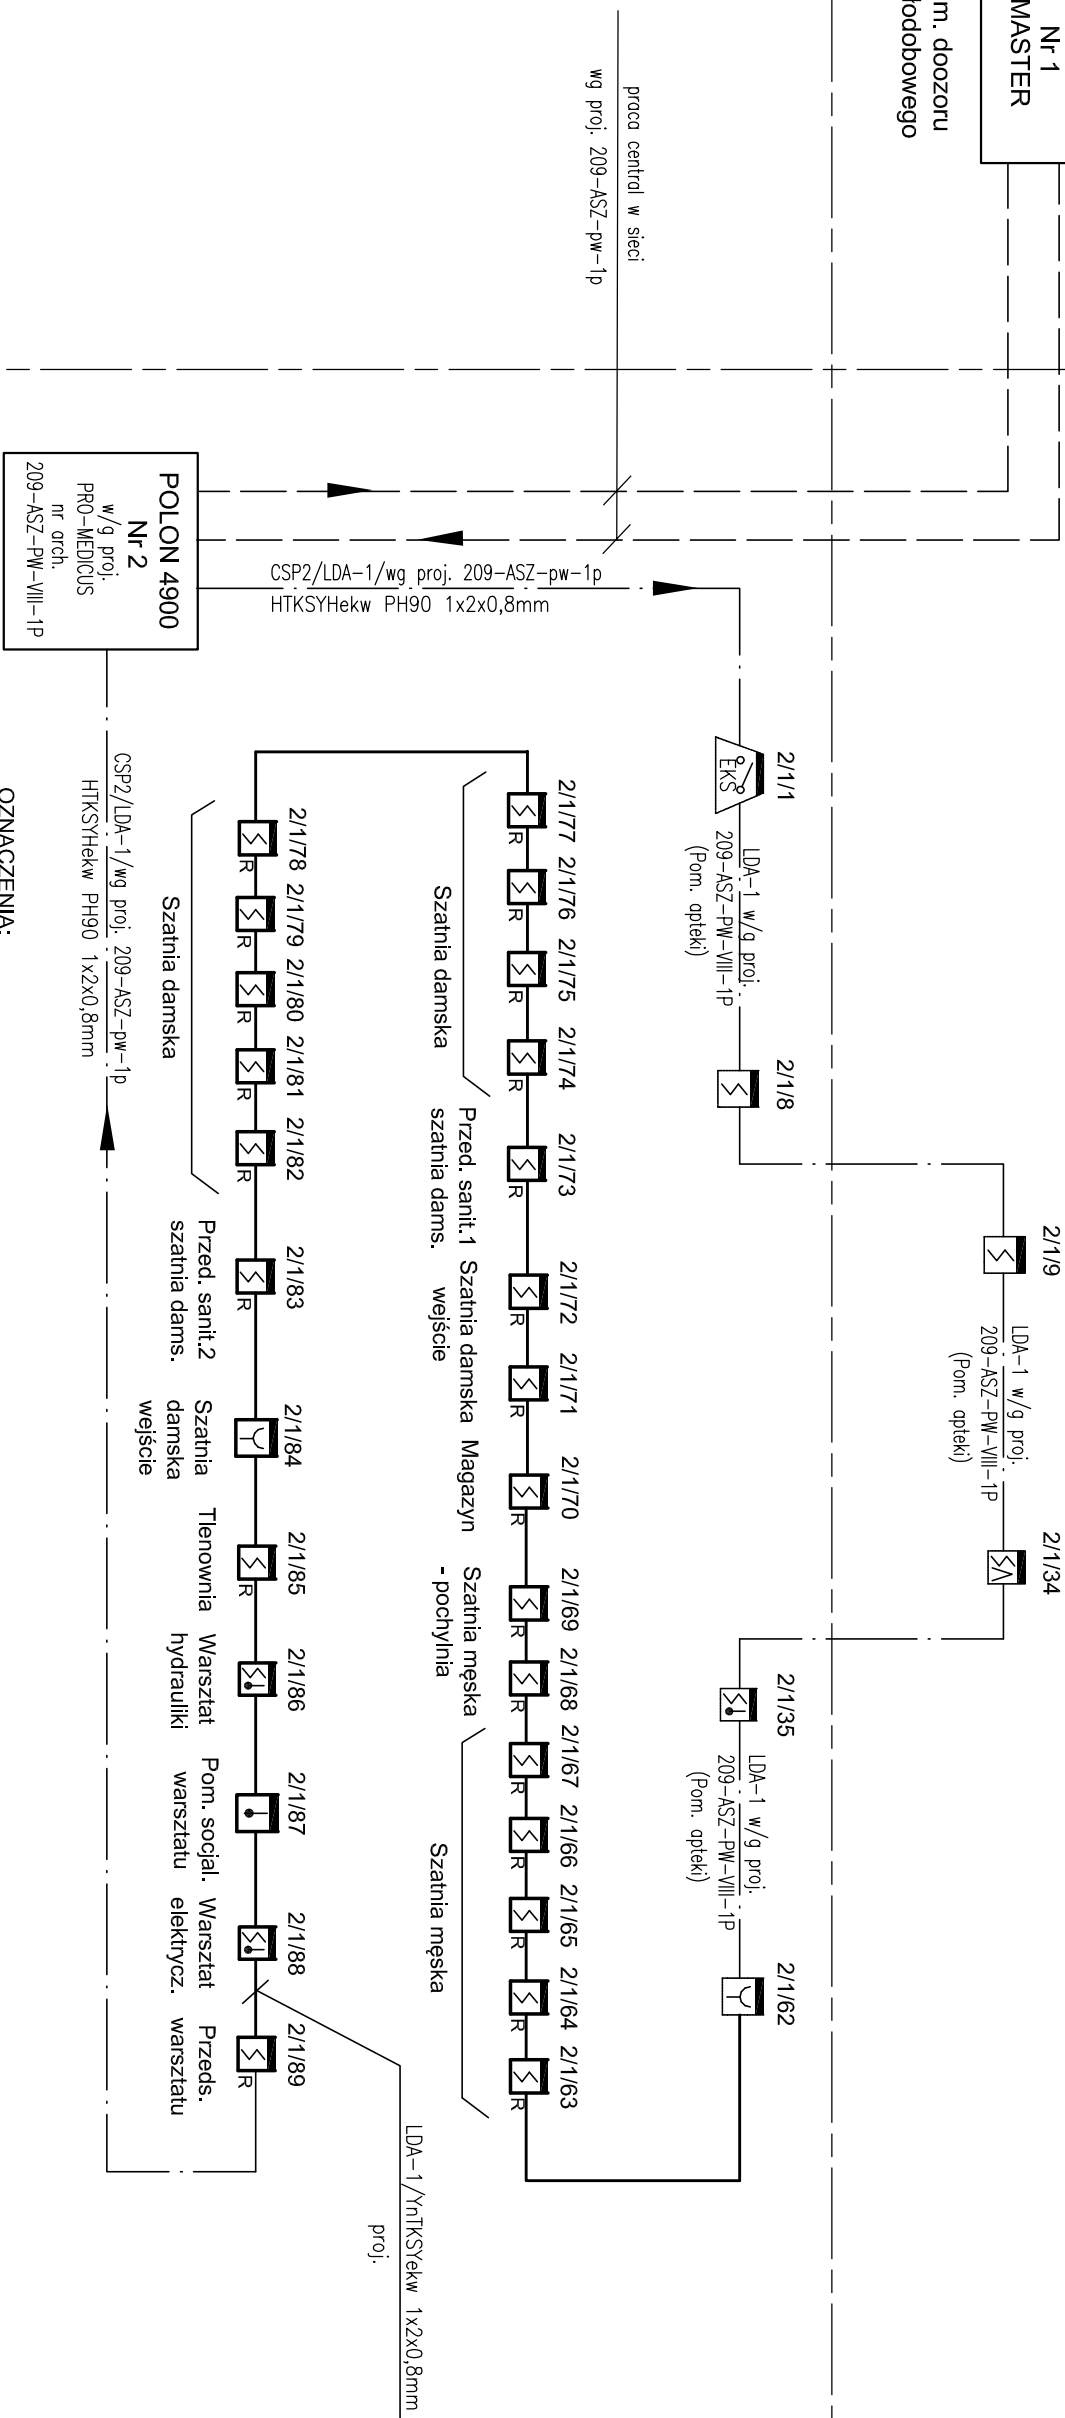 Nr 1
MASTER
m. doozoru
łodobowego
praca central w sieci
wg proj. 209-ASZ-pw-1p
POLON 4900
Nr 2
w/g proj.
PRO-MEDICUS
nr arch.
209-ASZ-PW-VIII-1P
CSP2/LDA-1/wg proj. 209-ASZ-pw-1p
HTKSYHekw PH90 1x2x0,8mm
2/1/1
EKS
LDA-1 w/g proj.
209-ASZ-PW-VIII-1P
(Pom. apteki)
2/1/8
2/1/9
LDA-1 w/g proj.
209-ASZ-PW-VIII-1P
(Pom. apteki)
2/1/34
2/1/35
LDA-1 w/g proj.
209-ASZ-PW-VIII-1P
(Pom. apteki)
2/1/62
2/1/77 2/1/76 2/1/75 2/1/74 2/1/73 2/1/72 2/1/71 2/1/70 2/1/69 2/1/68 2/1/67 2/1/66 2/1/65 2/1/64 2/1/63
R R R R R R R R R R R R R R R
Szatnia damska
Przed. sanit.1
szatnia dams.
Szatnia damska
wejście
Magazyn
Szatnia męska
- pochylnia
Szatnia męska
2/1/78 2/1/79 2/1/80 2/1/81 2/1/82 2/1/83 2/1/84 2/1/85 2/1/86 2/1/87 2/1/88 2/1/89
R R R R R R R R
Szatnia damska
Przed. sanit.2
szatnia dams.
Szatnia
damska
wejście
Tlenownia
Warsztat
hydrauliki
Pom. socjal.
warsztatu
Warsztat
elektrycz.
Przeds.
warsztatu
LDA-1/YnTKSYekw 1x2x0,8mm
proj.
CSP2/LDA-1/wg proj. 209-ASZ-pw-1p
HTKSYHekw PH90 1x2x0,8mm
OZNACZENIA: